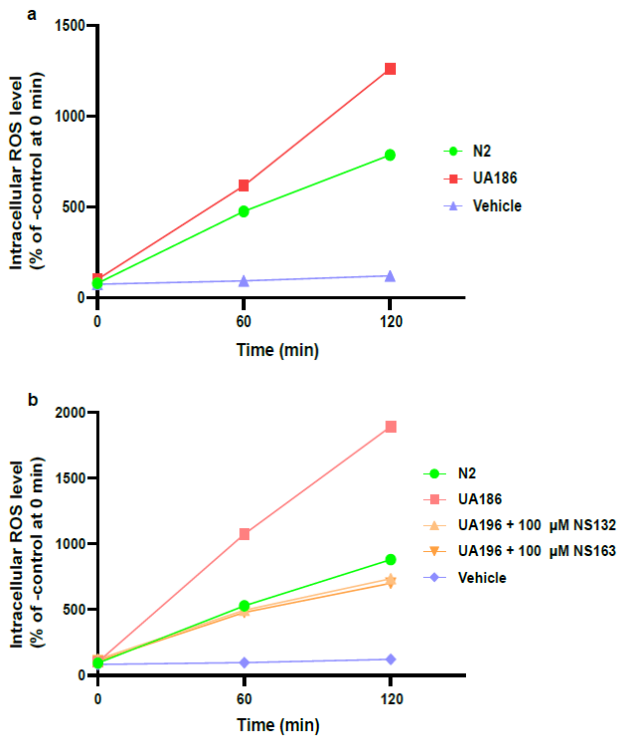 a
Intracellular ROS level
(% of -control at 0 min)
1500
1000
500
0
0 60 120
Time (min)
N2
UA186
Vehicle
b
Intracellular ROS level
(% of -control at 0 min)
2000
1500
1000
500
0
0 60 120
Time (min)
N2
UA186
UA196 + 100 µM NS132
UA196 + 100 µM NS163
Vehicle